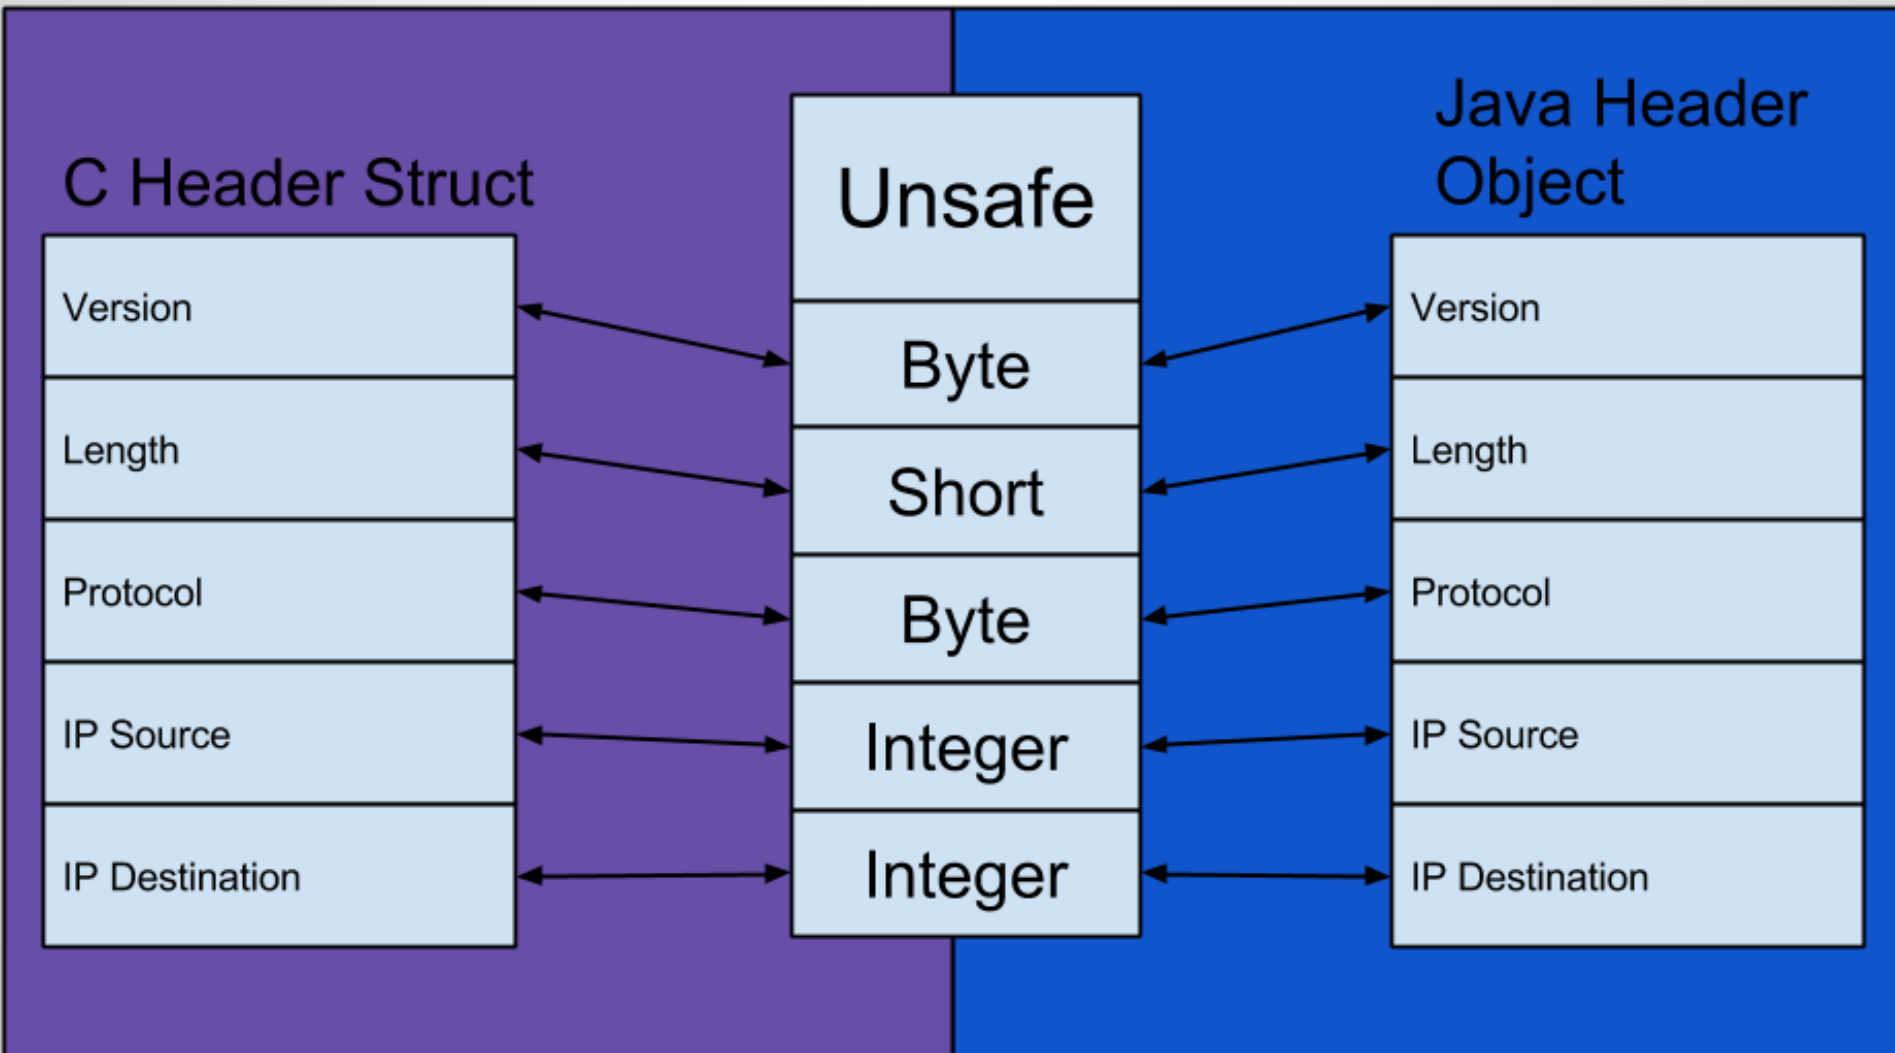 C Header Struct
Version
Length
Protocol
IP Source
IP Destination
Unsafe
Byte
Short
Byte
Integer
Integer
Java Header
Object
Version
Length
Protocol
IP Source
IP Destination